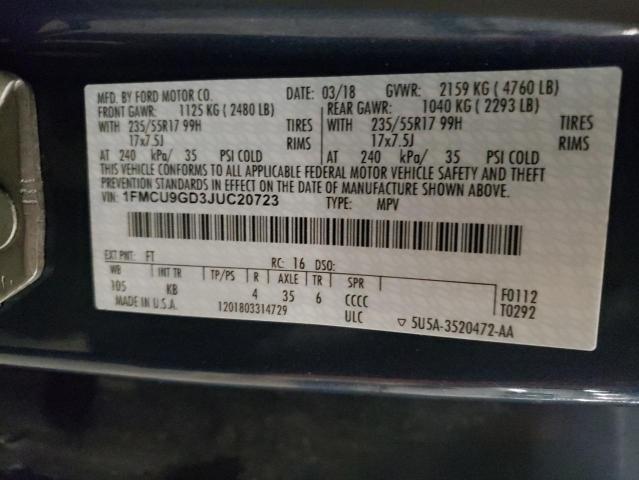 MFD. BY FORD MOTOR CO. DATE: 03/18 GVWR: 2159 KG ( 4760 LB)
FRONT GAWR: 1125 KG ( 2480 LB) REAR GAWR: 1040 KG ( 2293 LB)
WITH 235/55R17 99H TIRES WITH 235/55R17 99H TIRES
17x7.5J RIMS 17x7.5J RIMS
AT 240 kPa/ 35 PSI COLD AT 240 kPa/ 35 PSI COLD
THIS VEHICLE CONFORMS TO ALL APPLICABLE FEDERAL MOTOR VEHICLE SAFETY AND THEFT
PREVENTION STANDARDS IN EFFECT ON THE DATE OF MANUFACTURE SHOWN ABOVE.
VIN: 1FMCU9GD3JUC20723 TYPE: MPV
EXT PNT: FT RC: 16 DSO:
WB INT TR TP/PS R AXLE TR SPR F0112
105 KB 4 35 6 CCCC T0292
MADE IN U.S.A. 1201803314729 ULC ▽ 5U5A-3520472-AA